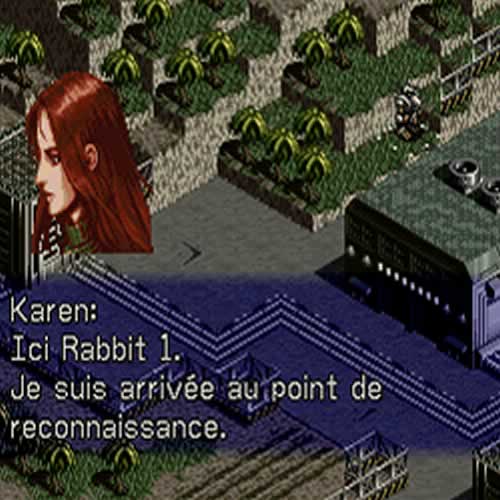 Karen:
Ici Rabbit 1.
Je suis arrivée au point de
reconnaissance.